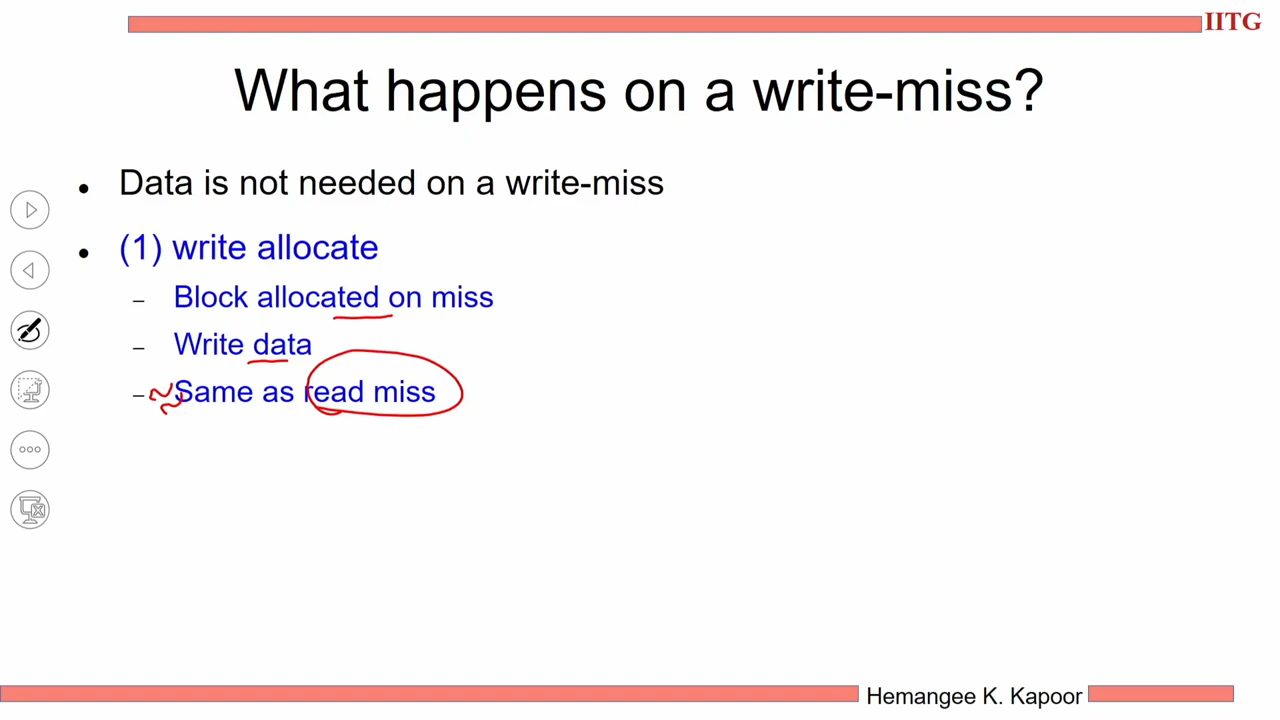 IITG
What happens on a write-miss?
• Data is not needed on a write-miss
• (1) write allocate
– Block allocated on miss
– Write data
– Same as read miss
Hemangee K. Kapoor